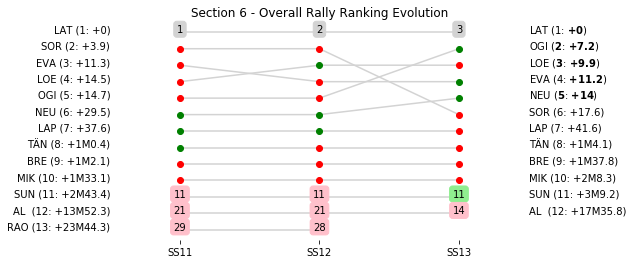 Section 6 - Overall Rally Ranking Evolution
LAT (1: +0) 1 2 3 LAT (1: +0)
SOR (2: +3.9) OGI (2: +7.2)
EVA (3: +11.3) LOE (3: +9.9)
LOE (4: +14.5) EVA (4: +11.2)
OGI (5: +14.7) NEU (5: +14)
NEU (6: +29.5) SOR (6: +17.6)
LAP (7: +37.6) LAP (7: +41.6)
TÄN (8: +1M0.4) TÄN (8: +1M4.1)
BRE (9: +1M2.1) BRE (9: +1M37.8)
MIK (10: +1M33.1) MIK (10: +2M8.3)
SUN (11: +2M43.4) 11 11 11 SUN (11: +3M9.2)
AL (12: +13M52.3) 21 21 14 AL (12: +17M35.8)
RAO (13: +23M44.3) 29 28
SS11 SS12 SS13